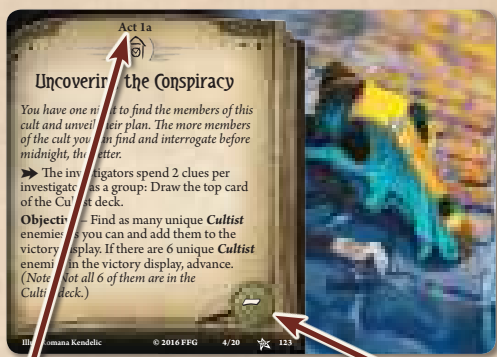 Act 1a
Uncovering the Conspiracy
You have one night to find the members of this
cult and unveil their plan. The more members
of the cult you can find and interrogate before
midnight, the better.
The investigators spend 2 clues per
investigator, as a group: Draw the top card
of the Cultist deck.
Objective – Find as many unique Cultist
enemies as you can and add them to the
victory display. If there are 6 unique Cultist
enemies in the victory display, advance.
(Note: Not all 6 of them are in the
Cultist deck.)
–
Illus. Romana Kendelic © 2016 FFG 4/20 123